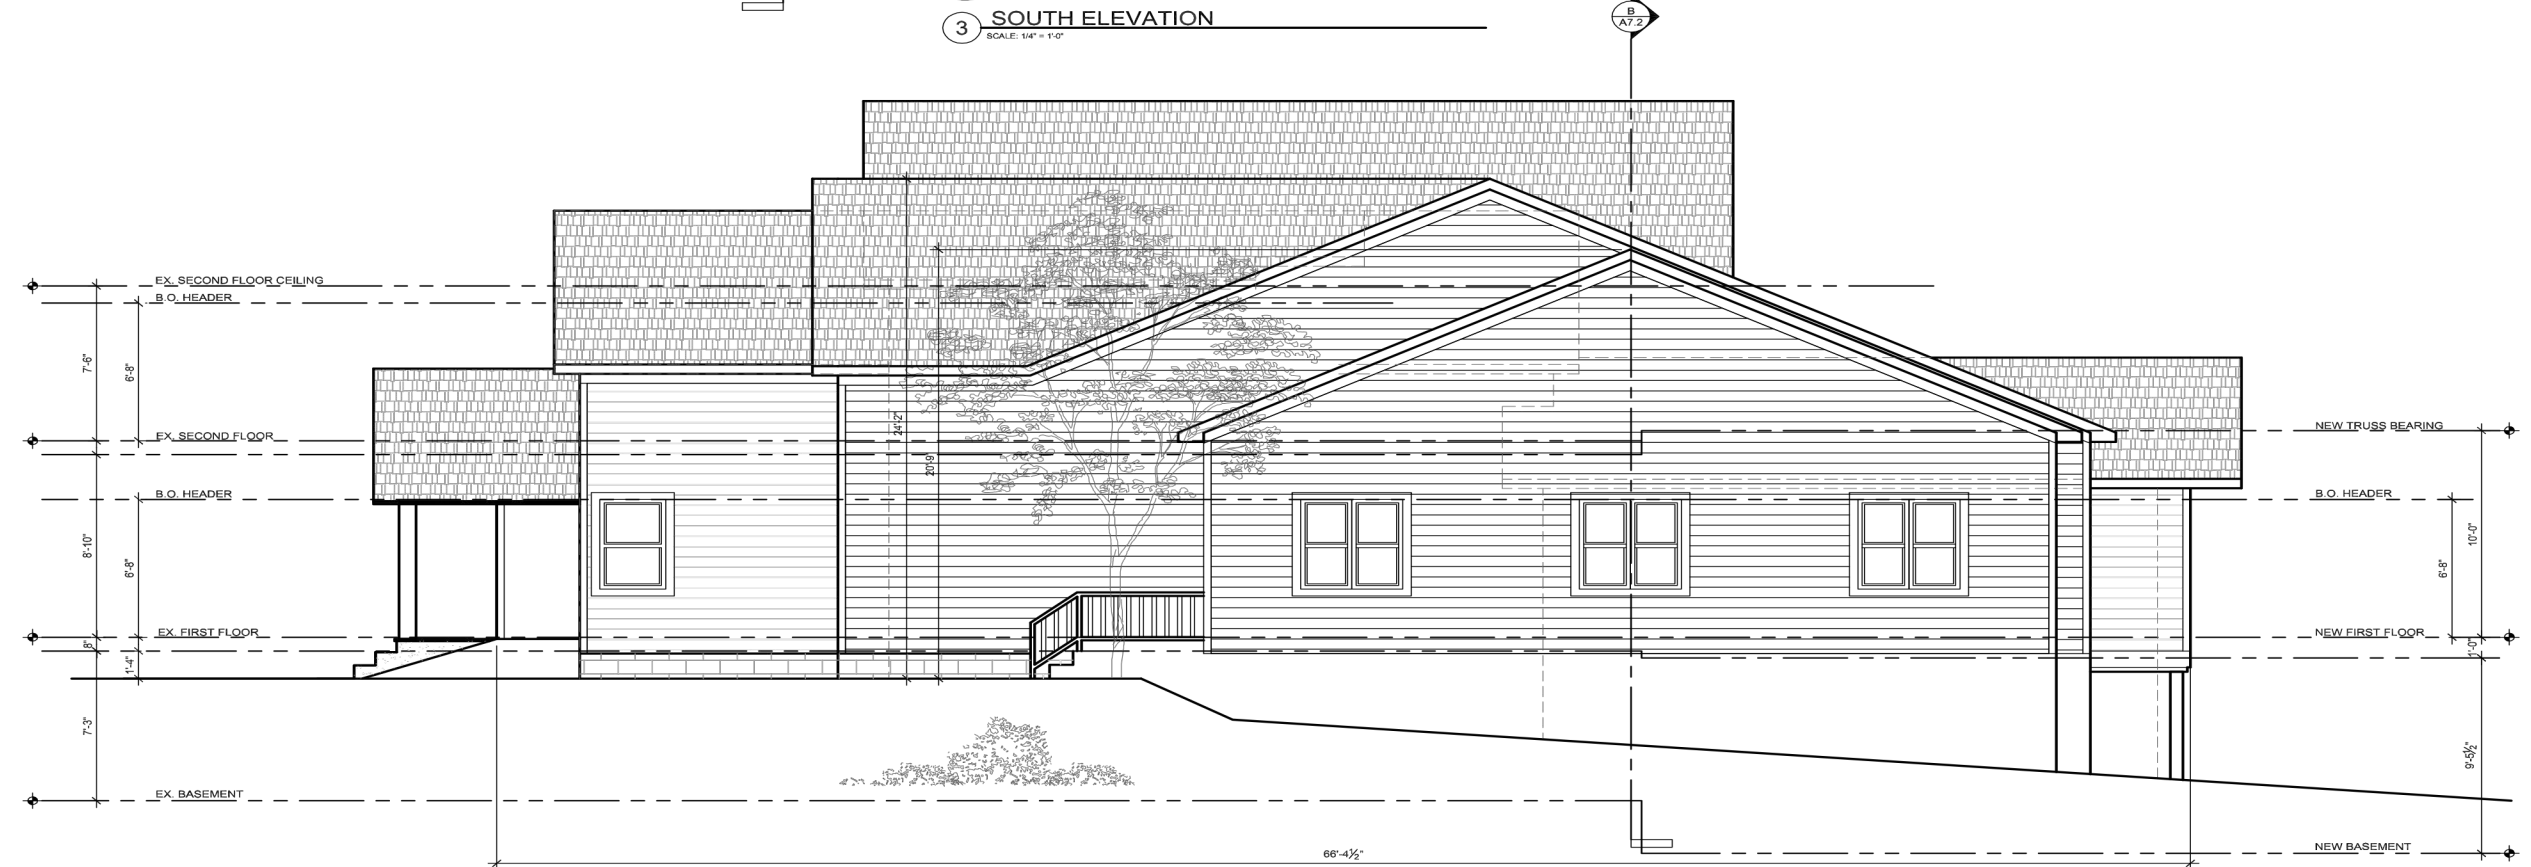 3
SOUTH ELEVATION
SCALE: 1/4" = 1'-0"
B
A7.2
EX. SECOND FLOOR CEILING
B.O. HEADER
7'-6"
6'-8"
24'-2"
20'-9"
EX. SECOND FLOOR
NEW TRUSS BEARING
B.O. HEADER
B.O. HEADER
8'-10"
6'-8"
10'-0"
6'-8"
EX. FIRST FLOOR
NEW FIRST FLOOR
8"
1'-4"
1'-0"
7'-3"
9'-5½"
EX. BASEMENT
NEW BASEMENT
66'-4½"